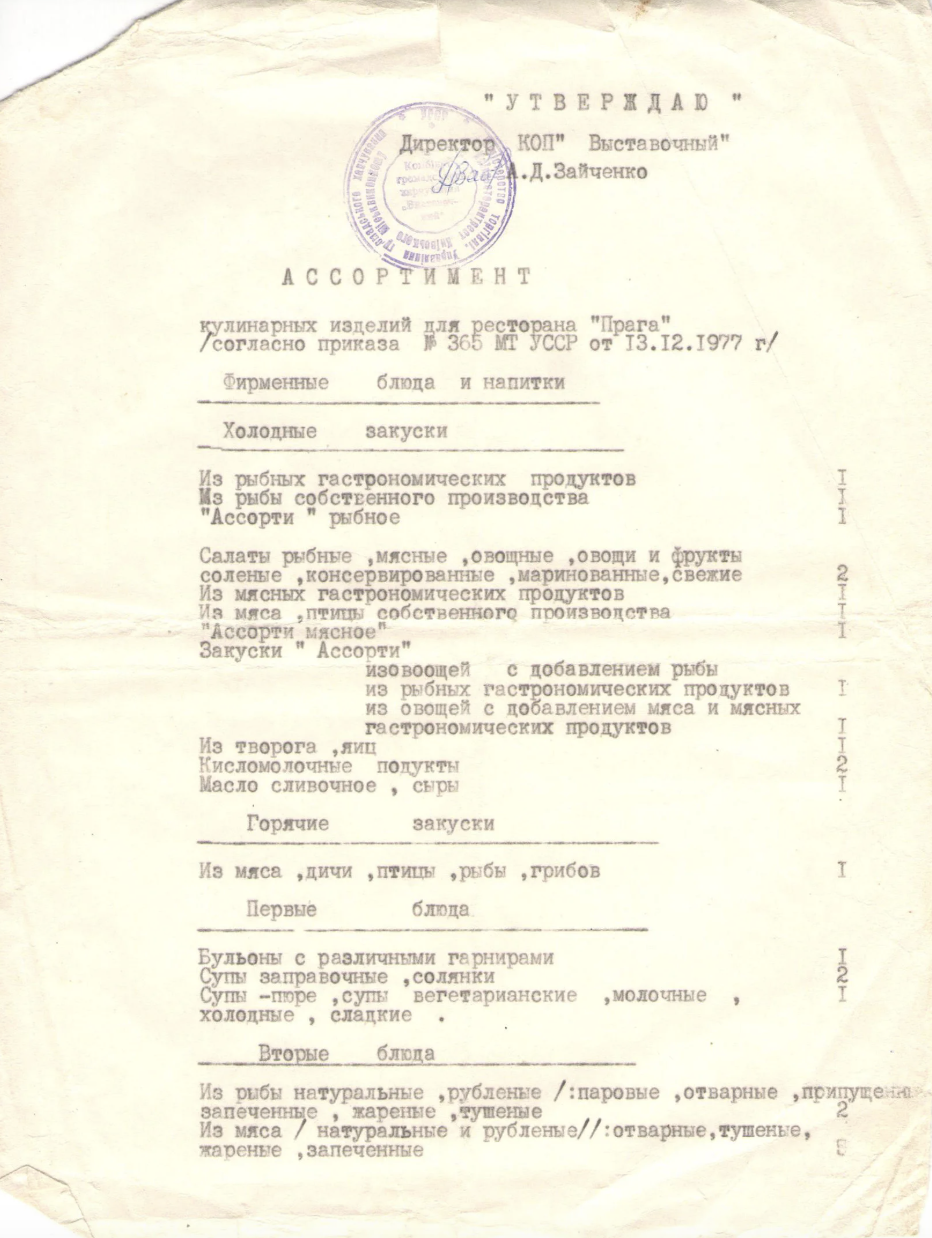 " У Т В Е Р Ж Д А Ю "
Директор КОП" Выставочный"
А.Д.Зайченко
А С С О Р Т И М Е Н Т
кулинарных изделий для ресторана "Прага"
/согласно приказа № 365 МТ УССР от I3.I2.I977 г/
Фирменные блюда и напитки
Холодные закуски
Из рыбных гастрономических продуктов I
Из рыбы собственного производства I
"Ассорти " рыбное I
Салаты рыбные ,мясные ,овощные ,овощи и фрукты
соленые ,консервированные ,маринованные,свежие 2
Из мясных гастрономических продуктов I
Из мяса ,птицы собственного производства I
"Ассорти мясное" I
Закуски " Ассорти"
изовоощей с добавлением рыбы
из рыбных гастрономических продуктов I
из овощей с добавлением мяса и мясных
гастрономических продуктов I
Из творога ,яиц I
Кисломолочные подукты 2
Масло сливочное , сыры I
Горячие закуски
Из мяса ,дичи ,птицы ,рыбы ,грибов I
Первые блюда
Бульоны с различными гарнирами I
Супы заправочные ,солянки 2
Супы -пюре ,супы вегетарианские ,молочные , I
холодные , сладкие .
Вторые блюда
Из рыбы натуральные ,рубленые /:паровые ,отварные ,припущенн
запеченные , жареные ,тушеные 2
Из мяса / натуральные и рубленые//:отварные,тушеные,
жареные ,запеченные 5